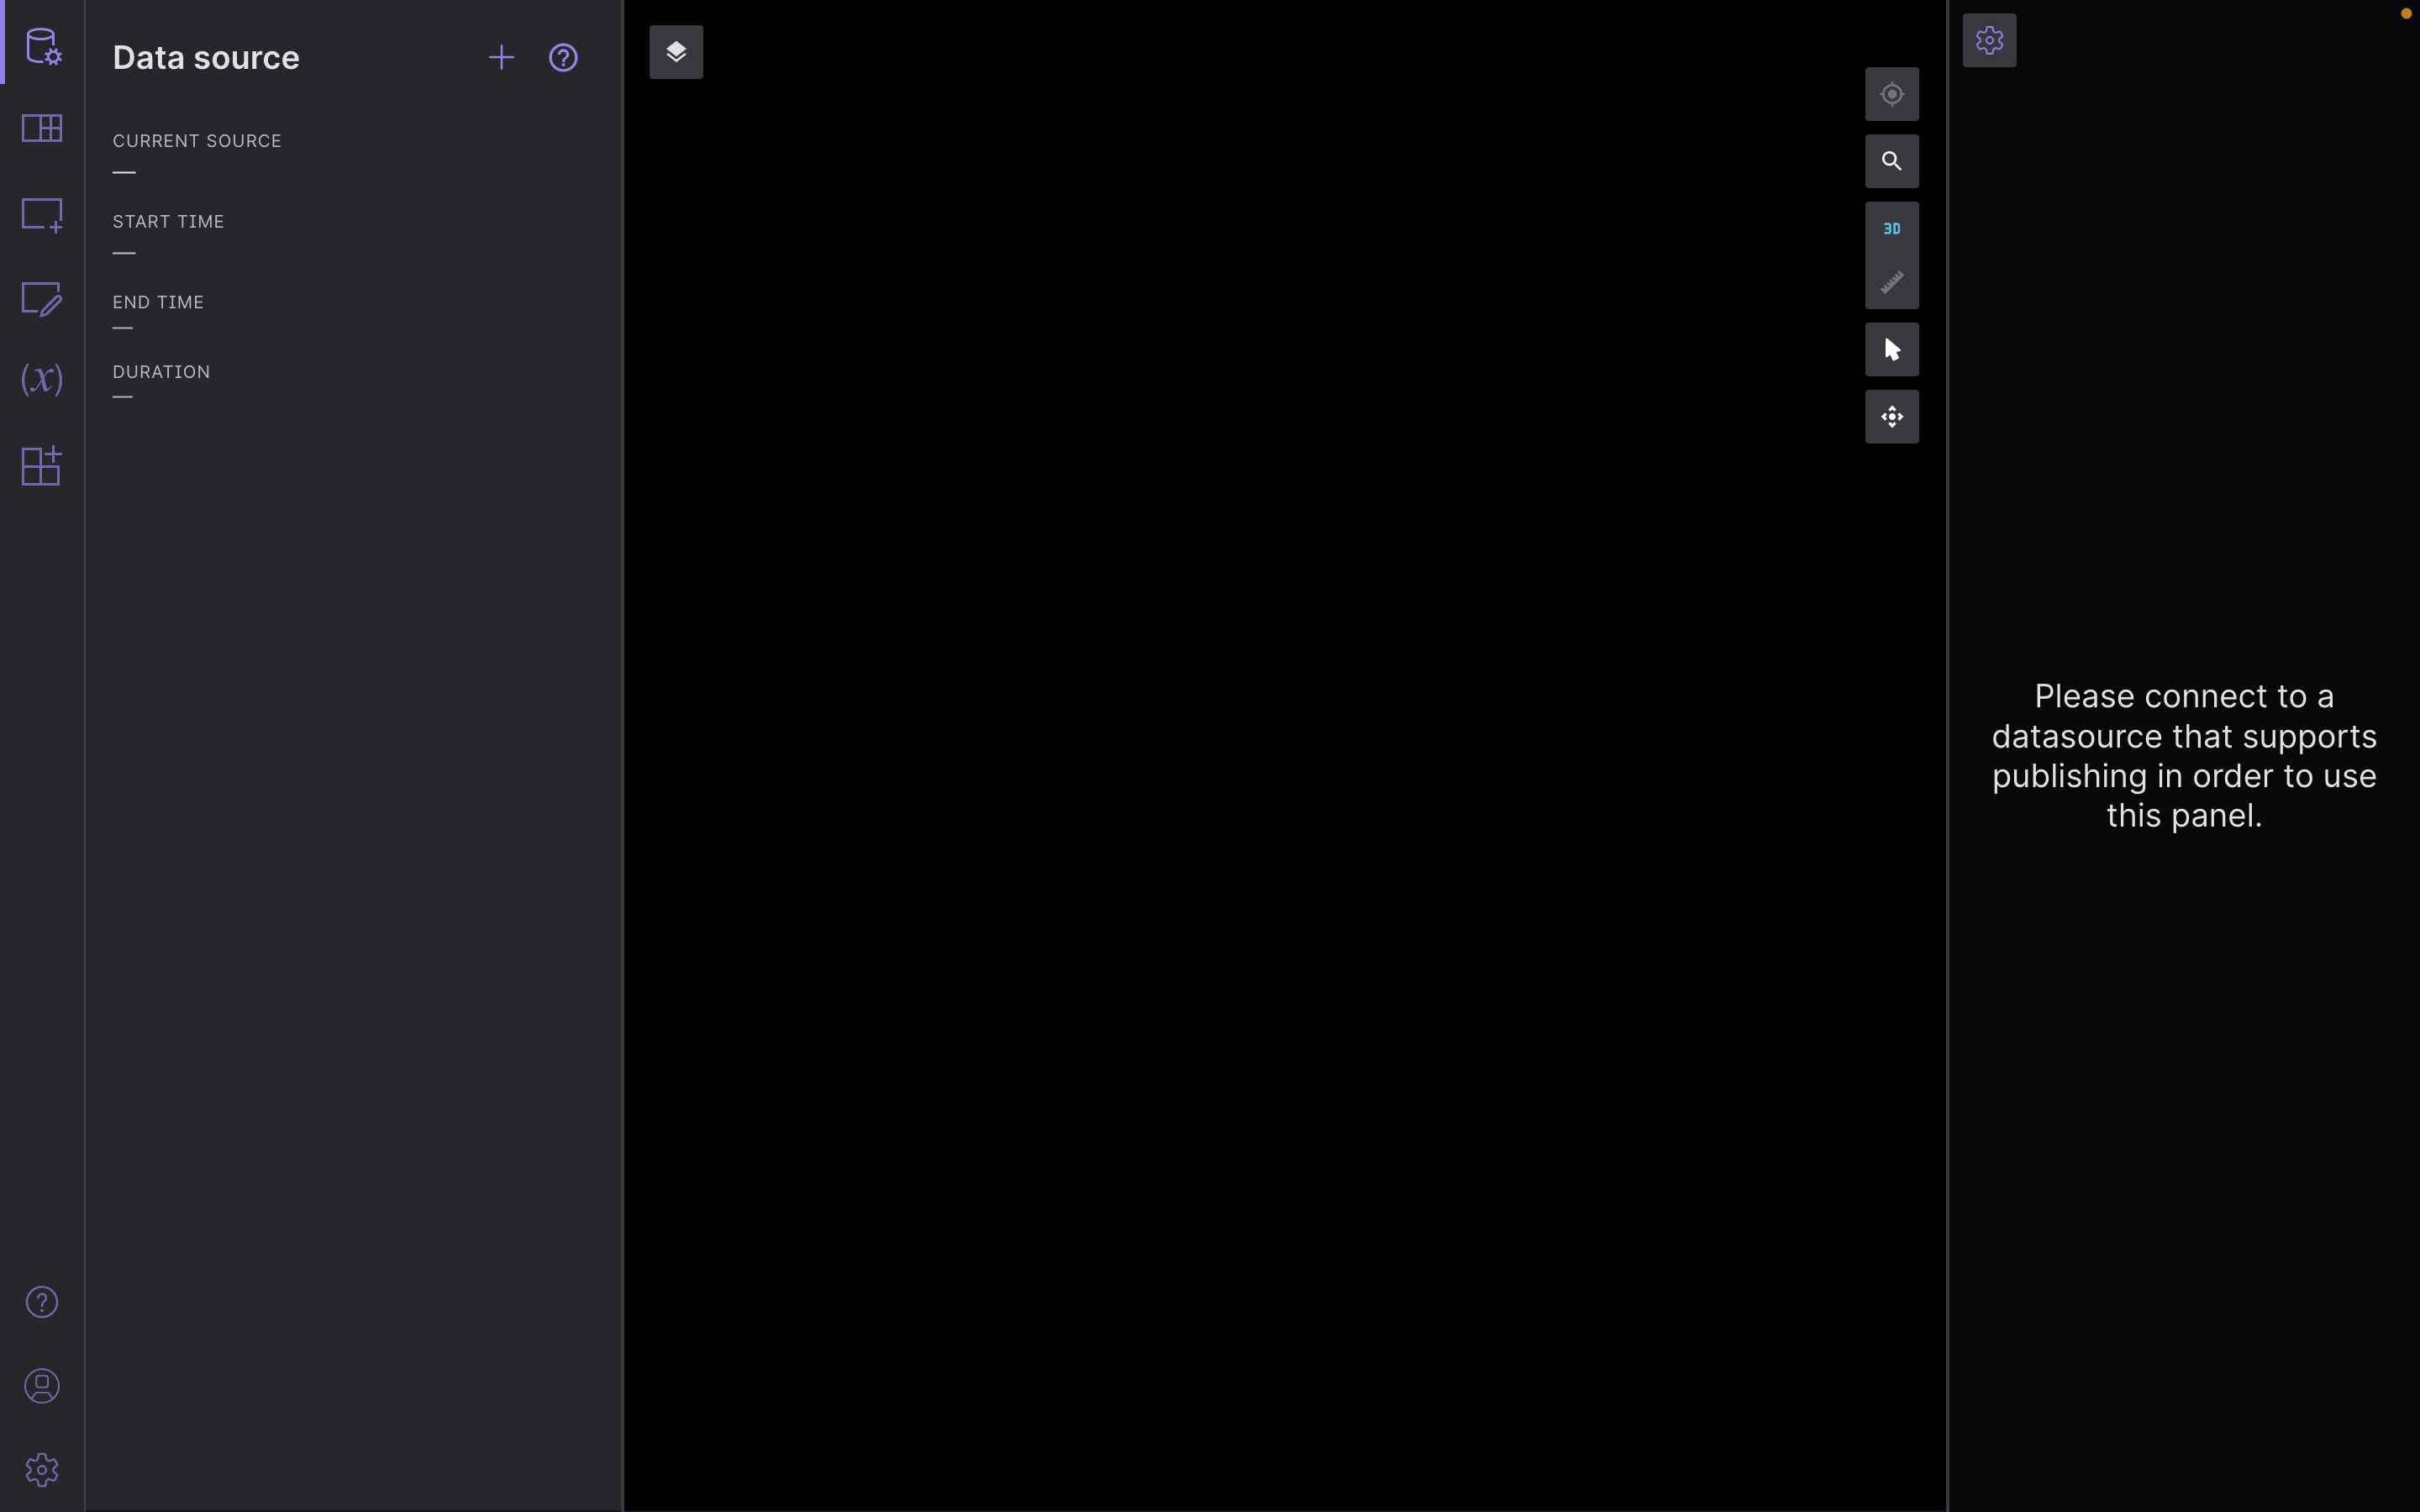 Data source
CURRENT SOURCE
—
START TIME
—
END TIME
—
DURATION
—
(x)
3D
Please connect to a
datasource that supports
publishing in order to use
this panel.